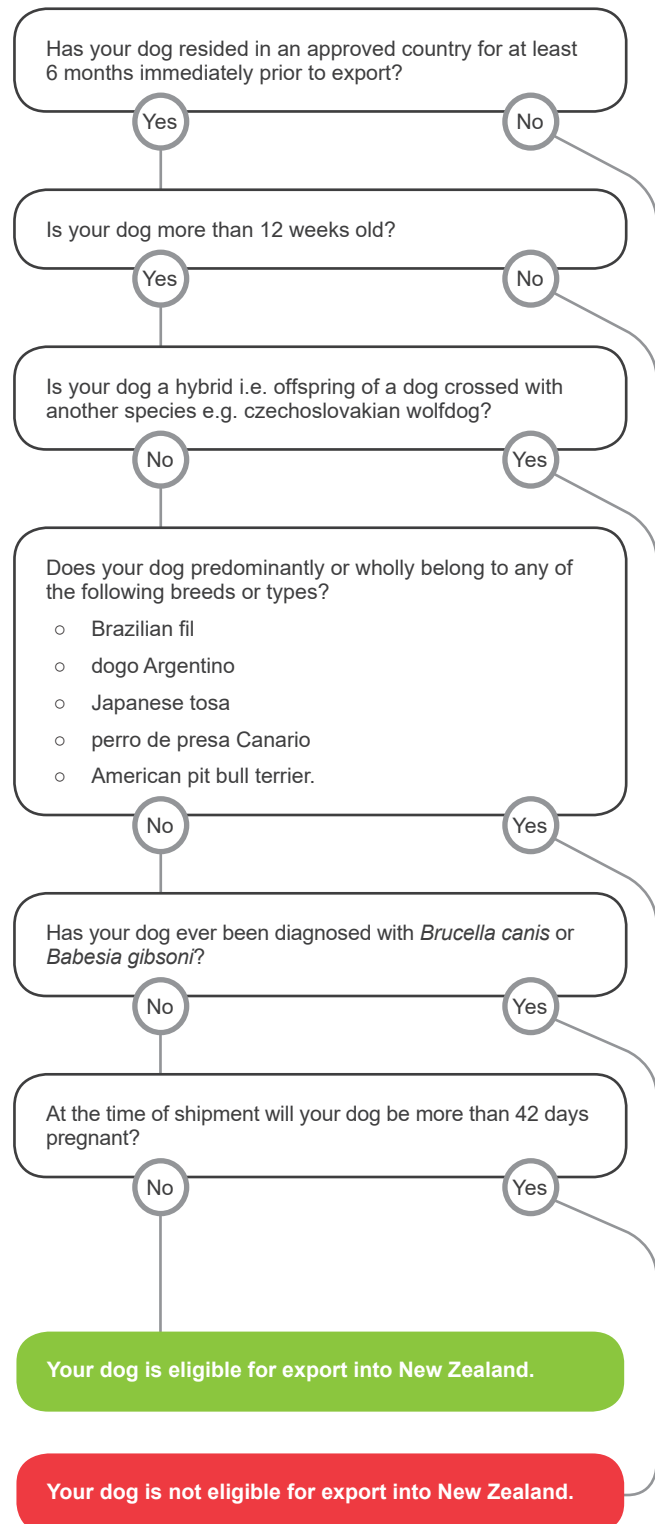 Has your dog resided in an approved country for at least
6 months immediately prior to export?
Yes
No
Is your dog more than 12 weeks old?
Yes
No
Is your dog a hybrid i.e. offspring of a dog crossed with
another species e.g. czechoslovakian wolfdog?
No
Yes
Does your dog predominantly or wholly belong to any of
the following breeds or types?
○ Brazilian fil
○ dogo Argentino
○ Japanese tosa
○ perro de presa Canario
○ American pit bull terrier.
No
Yes
Has your dog ever been diagnosed with Brucella canis or
Babesia gibsoni?
No
Yes
At the time of shipment will your dog be more than 42 days
pregnant?
No
Yes
Your dog is eligible for export into New Zealand.
Your dog is not eligible for export into New Zealand.